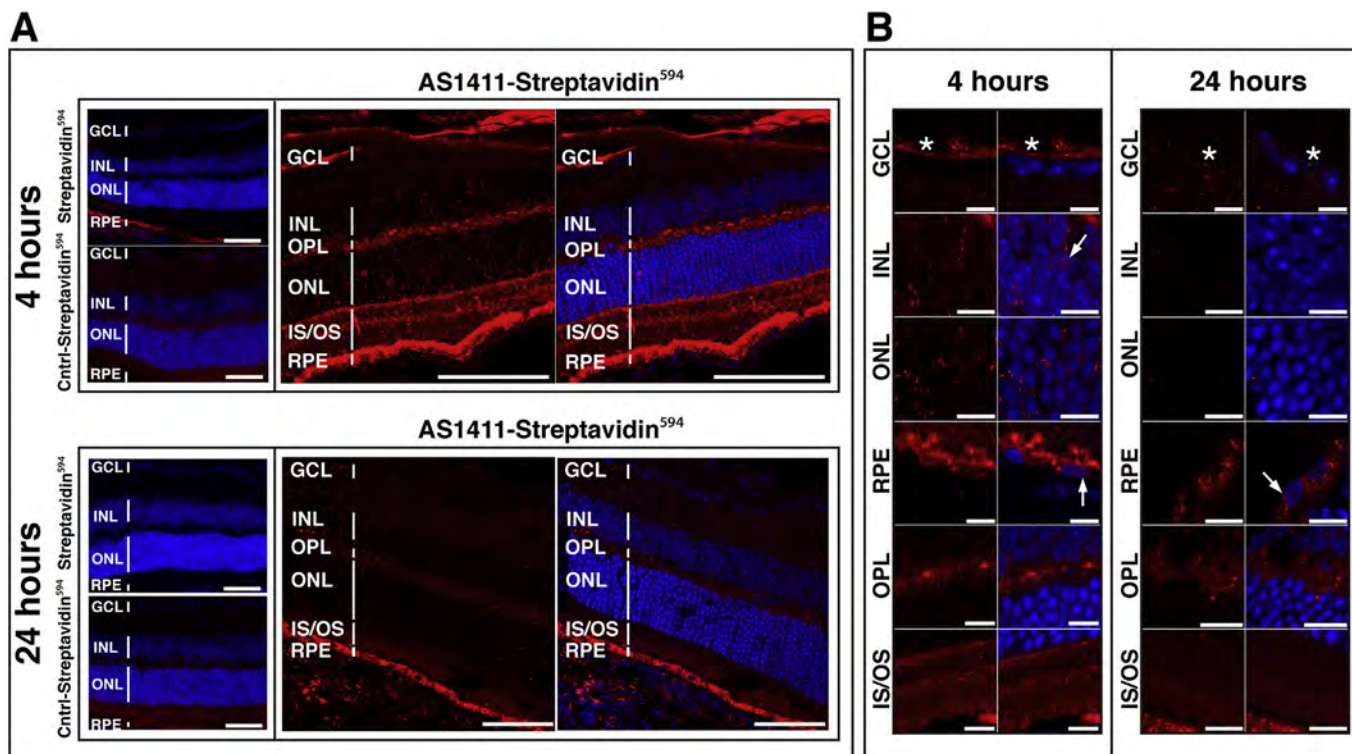 A
B
AS1411-Streptavidin594
4 hours
24 hours
4 hours
Streptavidin594
GCL
INL
ONL
RPE
Cntrl-Streptavidin594
GCL
INL
ONL
RPE
GCL
INL
OPL
ONL
IS/OS
RPE
GCL
INL
OPL
ONL
IS/OS
RPE
AS1411-Streptavidin594
24 hours
Streptavidin594
GCL
INL
ONL
RPE
Cntrl-Streptavidin594
GCL
INL
ONL
RPE
GCL
INL
OPL
ONL
IS/OS
RPE
GCL
INL
OPL
ONL
IS/OS
RPE
GCL
* * * *
INL
ONL
RPE
OPL
IS/OS
GCL
INL
ONL
RPE
OPL
IS/OS